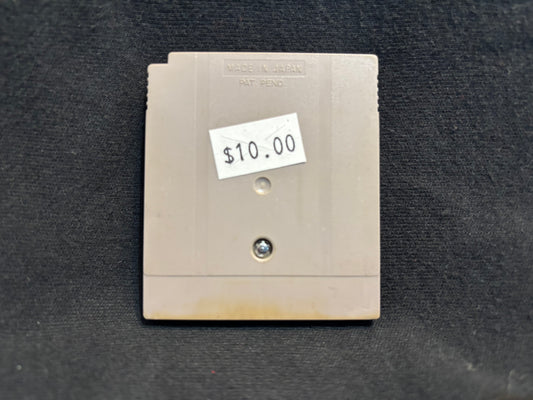 MADE IN JAPAN
PAT. PEND.
$10.00